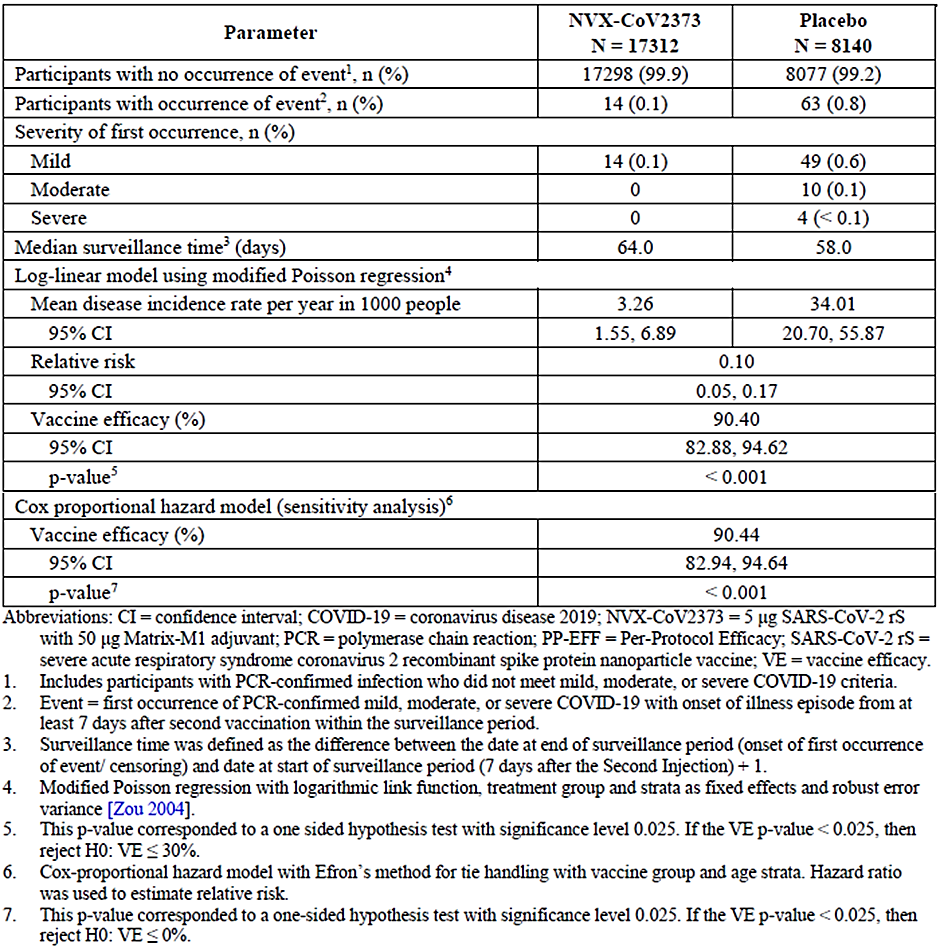 Parameter NVX-CoV2373 N = 17312 Placebo N = 8140
Participants with no occurrence of event1, n (%) 17298 (99.9) 8077 (99.2)
Participants with occurrence of event2, n (%) 14 (0.1) 63 (0.8)
Severity of first occurrence, n (%)
Mild 14 (0.1) 49 (0.6)
Moderate 0 10 (0.1)
Severe 0 4 (< 0.1)
Median surveillance time3 (days) 64.0 58.0
Log-linear model using modified Poisson regression4
Mean disease incidence rate per year in 1000 people 3.26 34.01
95% CI 1.55, 6.89 20.70, 55.87
Relative risk 0.10
95% CI 0.05, 0.17
Vaccine efficacy (%) 90.40
95% CI 82.88, 94.62
p-value5 < 0.001
Cox proportional hazard model (sensitivity analysis)6
Vaccine efficacy (%) 90.44
95% CI 82.94, 94.64
p-value7 < 0.001
Abbreviations: CI = confidence interval; COVID-19 = coronavirus disease 2019; NVX-CoV2373 = 5 µg SARS-CoV-2 rS
with 50 µg Matrix-M1 adjuvant; PCR = polymerase chain reaction; PP-EFF = Per-Protocol Efficacy; SARS-CoV-2 rS =
severe acute respiratory syndrome coronavirus 2 recombinant spike protein nanoparticle vaccine; VE = vaccine efficacy.
1. Includes participants with PCR-confirmed infection who did not meet mild, moderate, or severe COVID-19 criteria.
2. Event = first occurrence of PCR-confirmed mild, moderate, or severe COVID-19 with onset of illness episode from at
least 7 days after second vaccination within the surveillance period.
3. Surveillance time was defined as the difference between the date at end of surveillance period (onset of first occurrence
of event/ censoring) and date at start of surveillance period (7 days after the Second Injection) + 1.
4. Modified Poisson regression with logarithmic link function, treatment group and strata as fixed effects and robust error
variance [Zou 2004].
5. This p-value corresponded to a one sided hypothesis test with significance level 0.025. If the VE p-value < 0.025, then
reject H0: VE ≤ 30%.
6. Cox-proportional hazard model with Efron’s method for tie handling with vaccine group and age strata. Hazard ratio
was used to estimate relative risk.
7. This p-value corresponded to a one-sided hypothesis test with significance level 0.025. If the VE p-value < 0.025, then
reject H0: VE ≤ 0%.